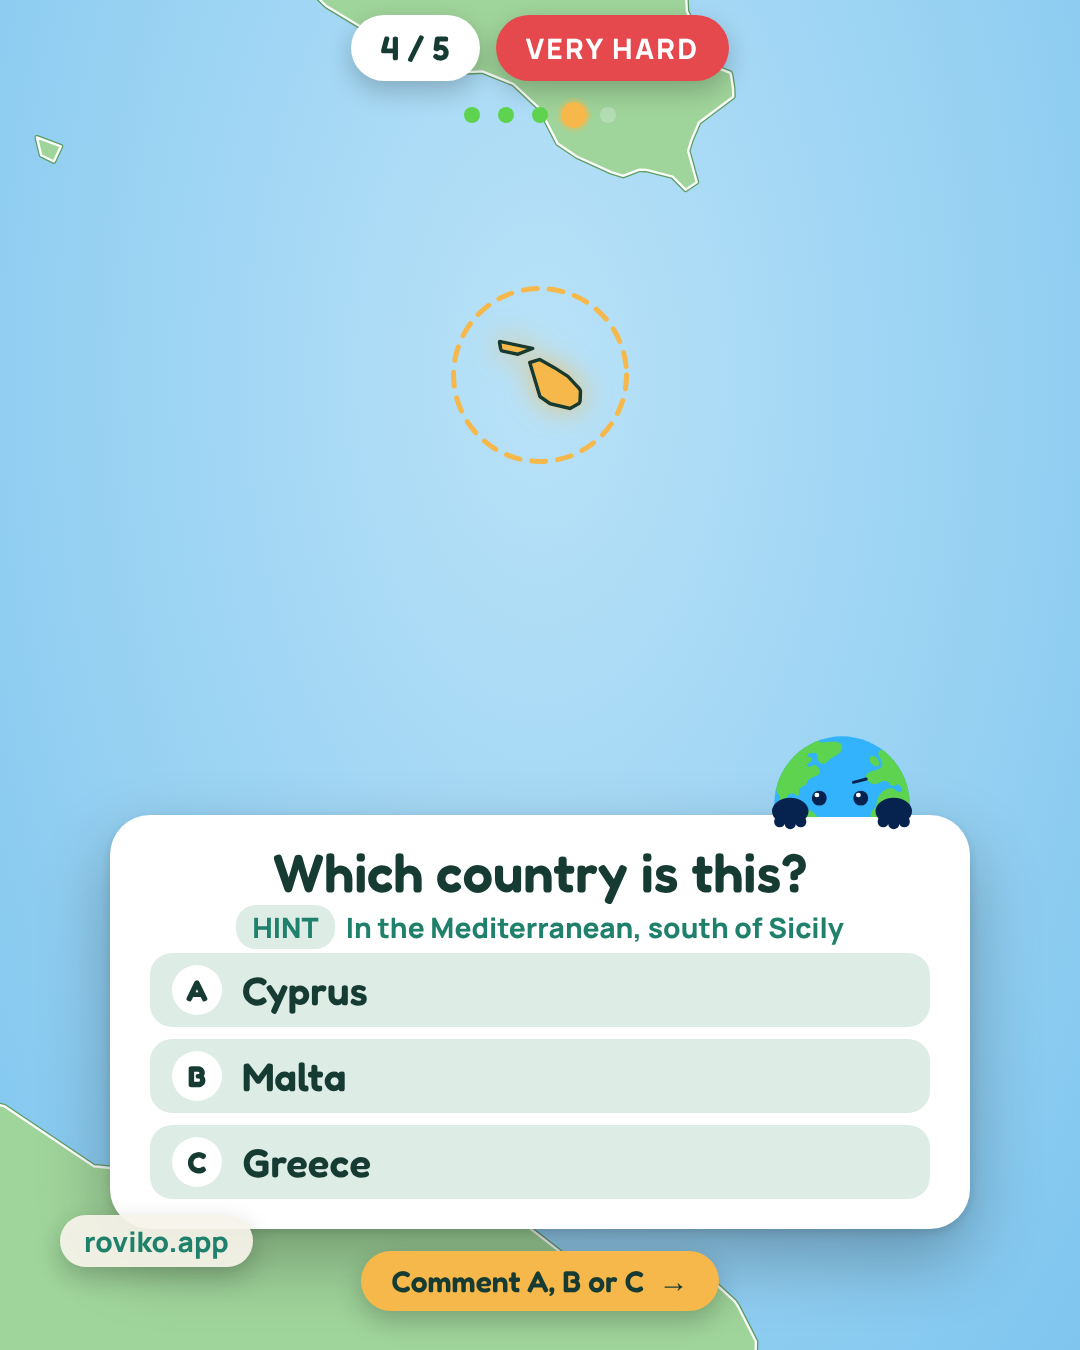 4 / 5
VERY HARD
Which country is this?
HINT In the Mediterranean, south of Sicily
A Cyprus
B Malta
C Greece
roviko.app
Comment A, B or C →